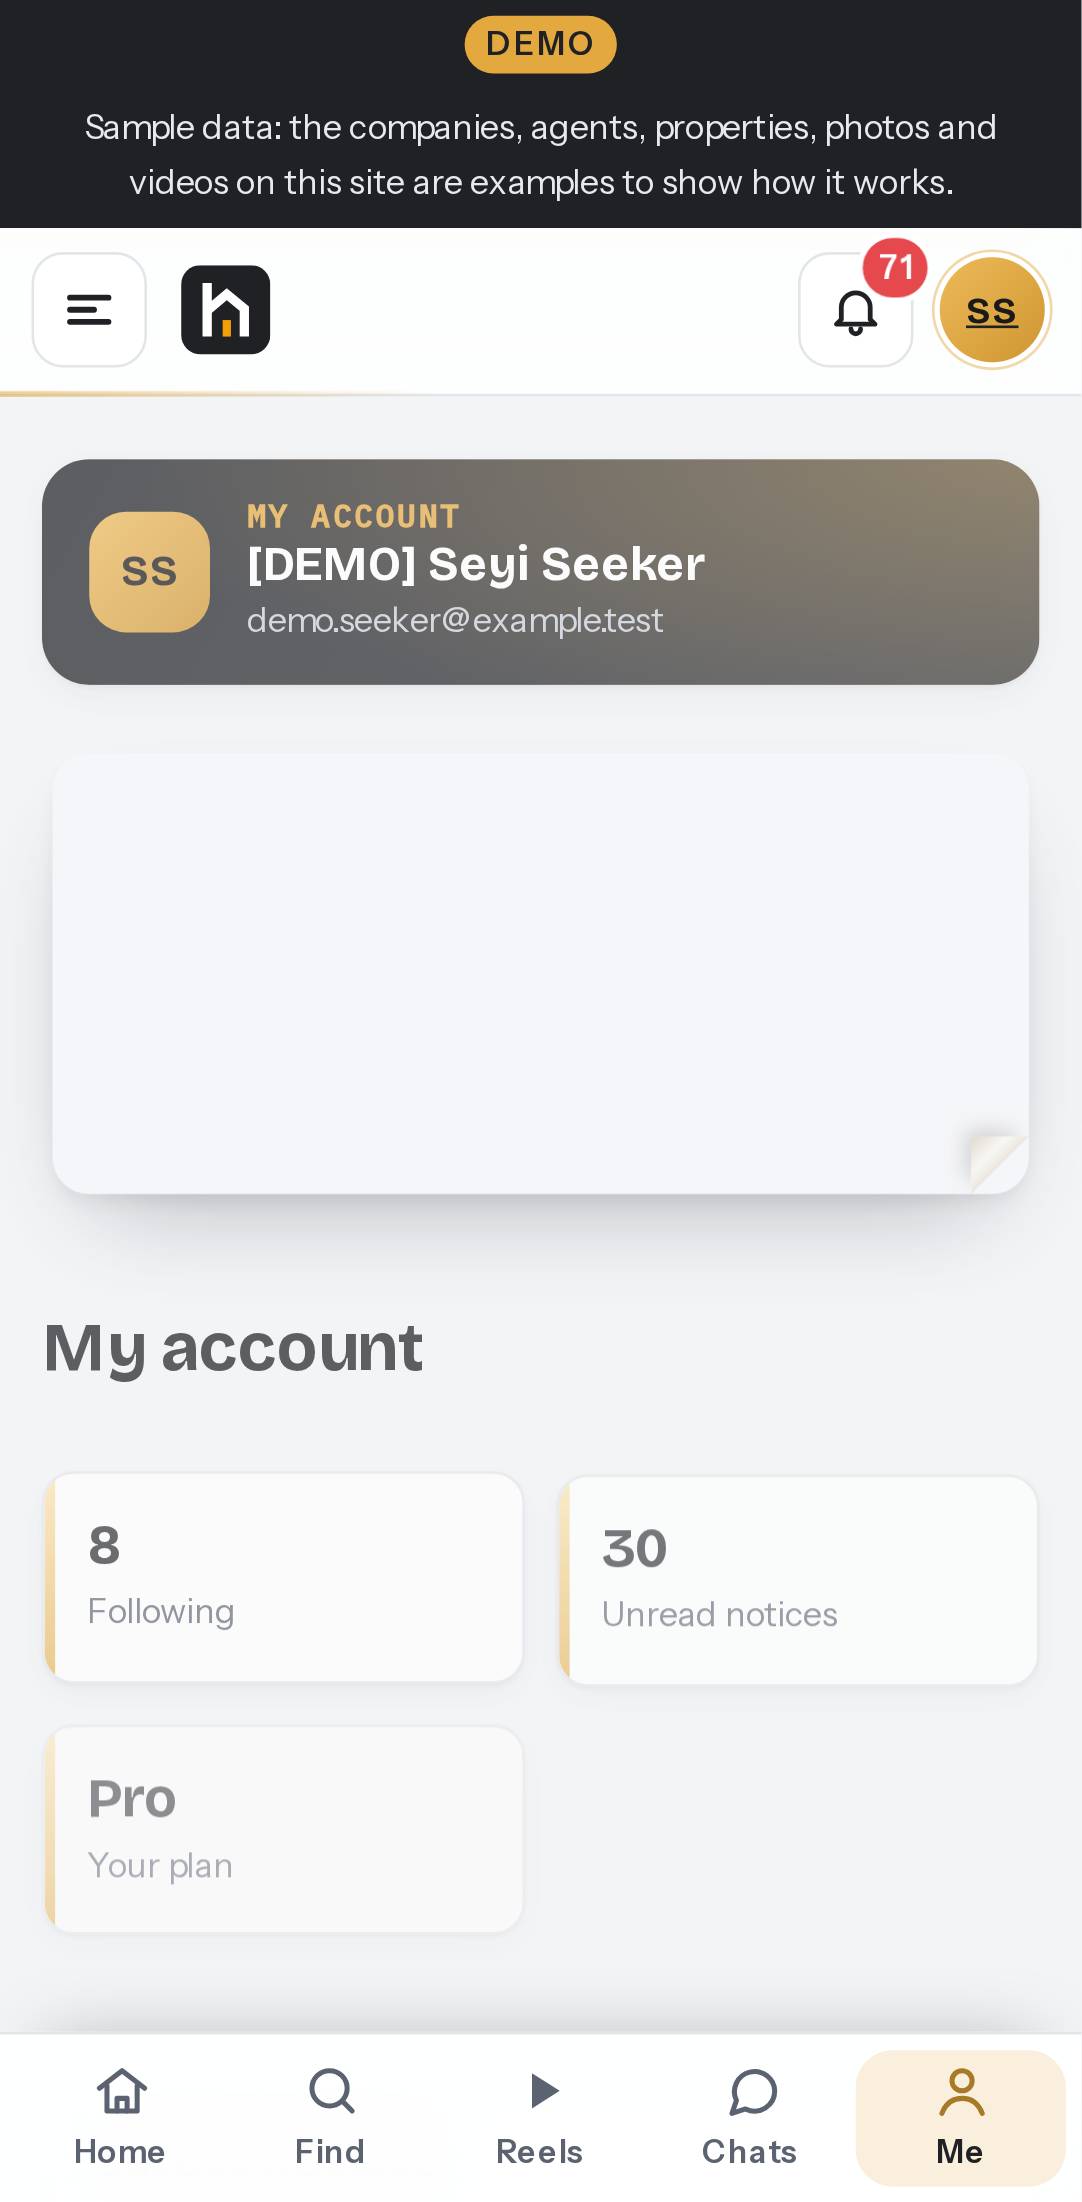 DEMO
Sample data: the companies, agents, properties, photos and
videos on this site are examples to show how it works.
71
SS
MY ACCOUNT
SS
[DEMO] Seyi Seeker
demo.seeker@example.test
My account
8
Following
30
Unread notices
Pro
Your plan
Home
Find
Reels
Chats
Me